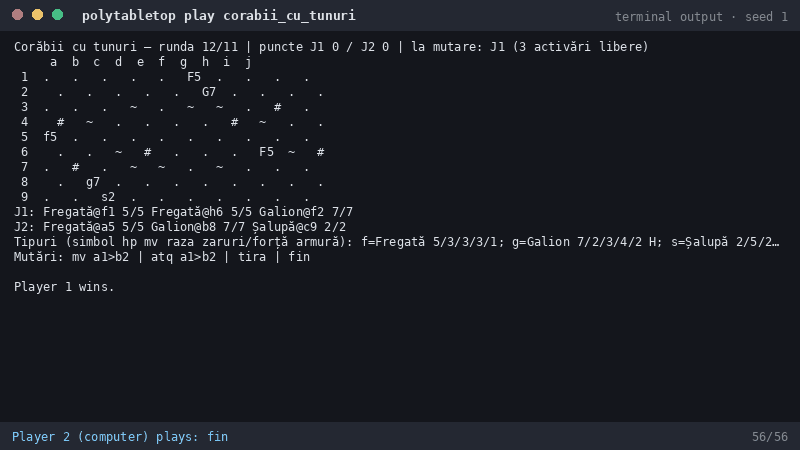 polytabletop play corabii_cu_tunuri
terminal output · seed 1
Corăbii cu tunuri — runda 12/11 | puncte J1 0 / J2 0 | la mutare: J1 (3 activări libere)
a b c d e f g h i j
1 . . . . . F5 . . . .
2 . . . . . G7 . . . .
3 . . . ~ . ~ ~ . # .
4 # ~ . . . . # ~ . .
5 f5 . . . . . . . . .
6 . . ~ # . . . F5 ~ #
7 . # . ~ ~ . ~ . . .
8 . g7 . . . . . . . .
9 . . s2 . . . . . . .
J1: Fregată@f1 5/5 Fregată@h6 5/5 Galion@f2 7/7
J2: Fregată@a5 5/5 Galion@b8 7/7 Șalupă@c9 2/2
Tipuri (simbol hp mv raza zaruri/forță armură): f=Fregată 5/3/3/3/1; g=Galion 7/2/3/4/2 H; s=Șalupă 2/5/2…
Mutări: mv a1>b2 | atq a1>b2 | tira | fin
Player 1 wins.
Player 2 (computer) plays: fin
56/56